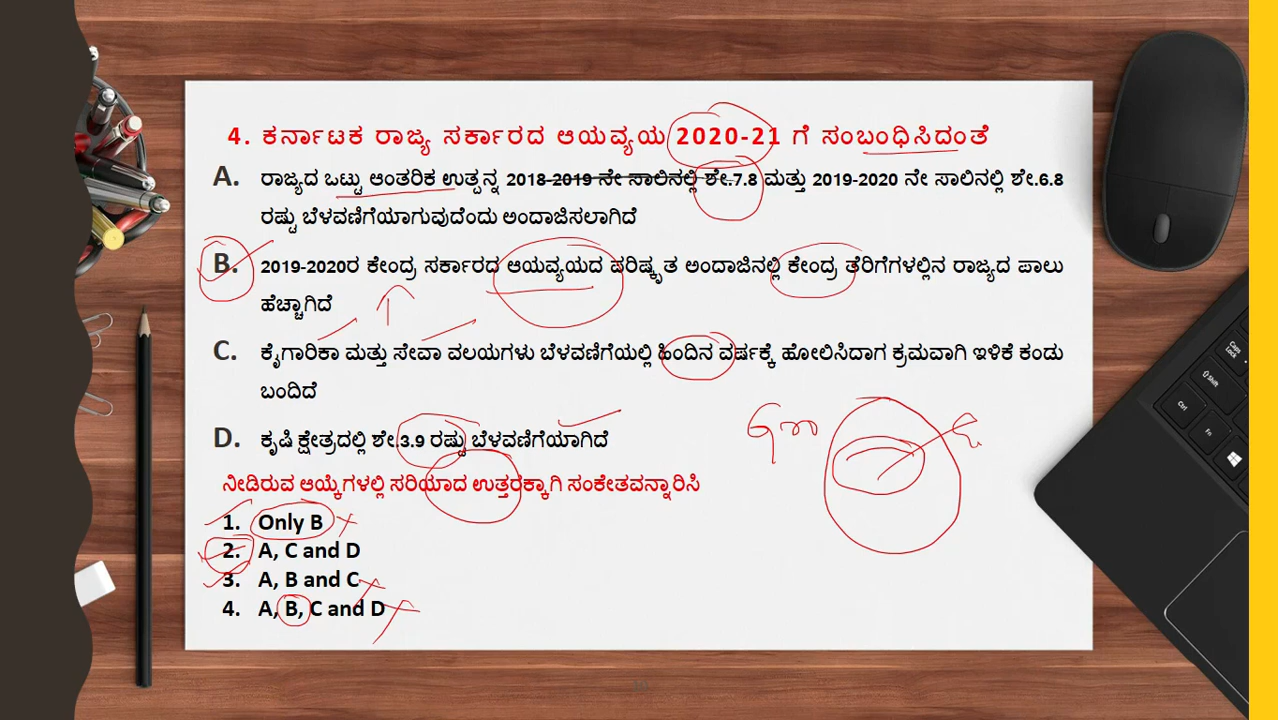 4. ಕರ್ನಾಟಕ ರಾಜ್ಯ ಸರ್ಕಾರದ ಆಯವ್ಯಯ 2020-21 ಗೆ ಸಂಬಂಧಿಸಿದಂತೆ
A. ರಾಜ್ಯದ ಒಟ್ಟು ಆಂತರಿಕ ಉತ್ಪನ್ನ 2018-2019 ನೇ ಸಾಲಿನಲ್ಲಿ ಶೇ.7.8 ಮತ್ತು 2019-2020 ನೇ ಸಾಲಿನಲ್ಲಿ ಶೇ.6.8
ರಷ್ಟು ಬೆಳವಣಿಗೆಯಾಗುವುದೆಂದು ಅಂದಾಜಿಸಲಾಗಿದೆ
B. 2019-2020ರ ಕೇಂದ್ರ ಸರ್ಕಾರದ ಆಯವ್ಯಯದ ಪರಿಷ್ಕೃತ ಅಂದಾಜಿನಲ್ಲಿ ಕೇಂದ್ರ ತೆರಿಗೆಗಳಲ್ಲಿನ ರಾಜ್ಯದ ಪಾಲು
ಹೆಚ್ಚಾಗಿದೆ
C. ಕೈಗಾರಿಕಾ ಮತ್ತು ಸೇವಾ ವಲಯಗಳು ಬೆಳವಣಿಗೆಯಲ್ಲಿ ಹಿಂದಿನ ವರ್ಷಕ್ಕೆ ಹೋಲಿಸಿದಾಗ ಕ್ರಮವಾಗಿ ಇಳಿಕೆ ಕಂಡು
ಬಂದಿದೆ
D. ಕೃಷಿ ಕ್ಷೇತ್ರದಲ್ಲಿ ಶೇ.3.9 ರಷ್ಟು ಬೆಳವಣಿಗೆಯಾಗಿದೆ
ನೀಡಿರುವ ಆಯ್ಕೆಗಳಲ್ಲಿ ಸರಿಯಾದ ಉತ್ತರಕ್ಕಾಗಿ ಸಂಕೇತವನ್ನಾರಿಸಿ
1. Only B
2. A, C and D
3. A, B and C
4. A, B, C and D